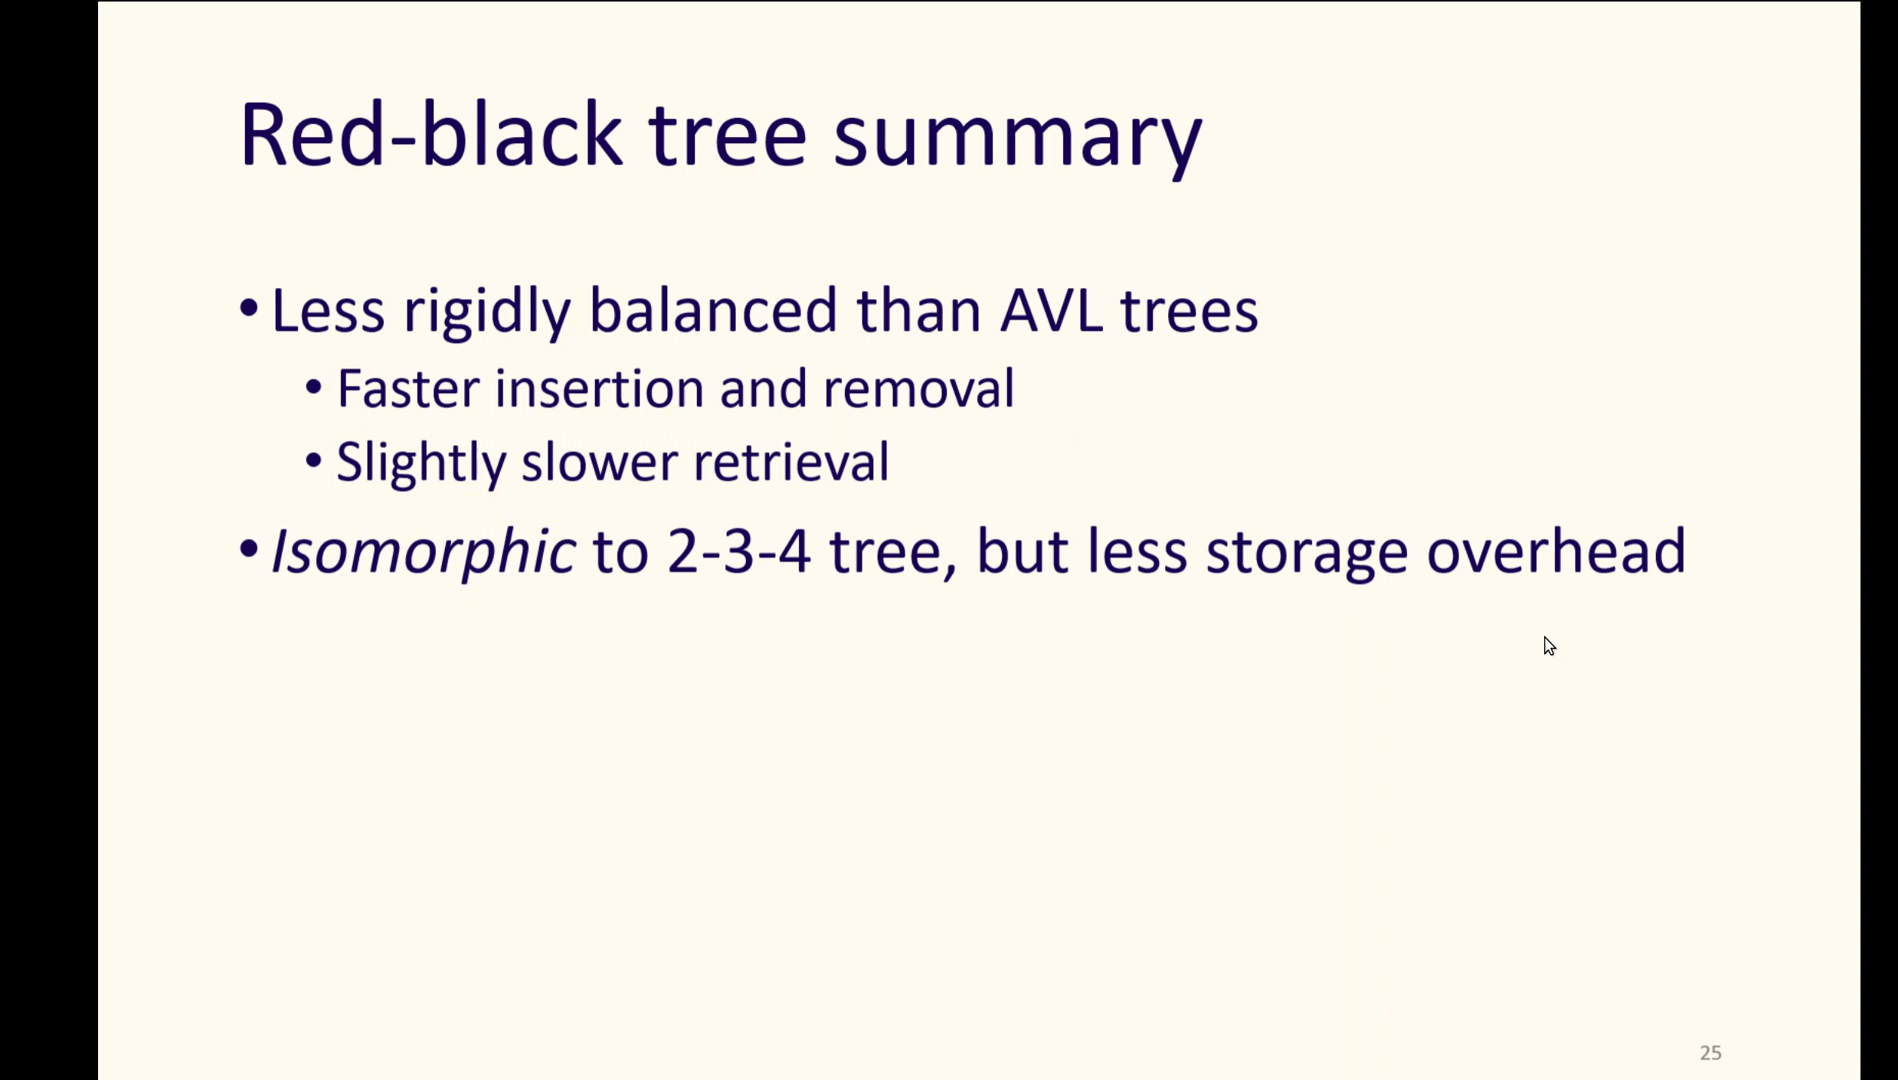 Red-black tree summary
• Less rigidly balanced than AVL trees
• Faster insertion and removal
• Slightly slower retrieval
• Isomorphic to 2-3-4 tree, but less storage overhead
25